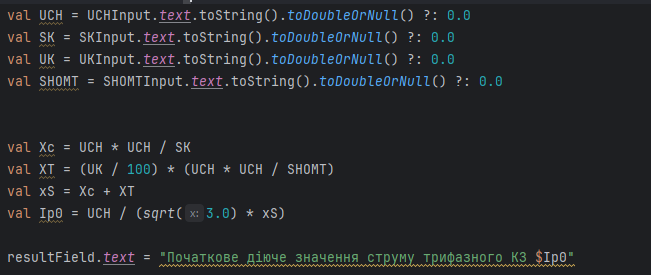 val UCH = UCHInput.text.toString().toDoubleOrNull() ?: 0.0
val SK = SKInput.text.toString().toDoubleOrNull() ?: 0.0
val UK = UKInput.text.toString().toDoubleOrNull() ?: 0.0
val SHOMT = SHOMTInput.text.toString().toDoubleOrNull() ?: 0.0
val Xc = UCH * UCH / SK
val XT = (UK / 100) * (UCH * UCH / SHOMT)
val xS = Xc + XT
val Ip0 = UCH / (sqrt( x: 3.0) * xS)
resultField.text = "Початкове діюче значення струму трифазного КЗ $Ip0"